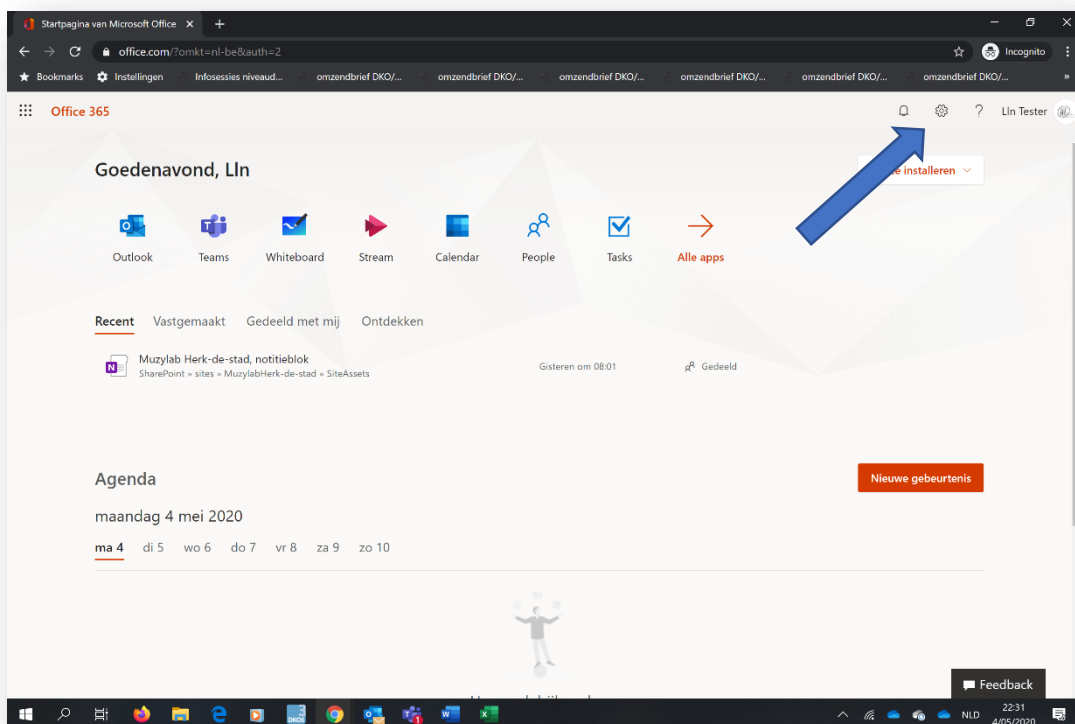 Startpagina van Microsoft Office
office.com/?omkt=nl-be&auth=2
Incognito
Bookmarks Instellingen Infosessies niveaud... omzendbrief DKO/... omzendbrief DKO/... omzendbrief DKO/... omzendbrief DKO/... omzendbrief DKO/... omzendbrief DKO/... »
Office 365
? Lln Tester
Goedenavond, Lln
installeren
Outlook Teams Whiteboard Stream Calendar People Tasks Alle apps
Recent Vastgemaakt Gedeeld met mij Ontdekken
Muzylab Herk-de-stad, notitieblok
SharePoint » sites » MuzylabHerk-de-stad » SiteAssets
Gisteren om 08:01 Gedeeld
Agenda
Nieuwe gebeurtenis
maandag 4 mei 2020
ma 4 di 5 wo 6 do 7 vr 8 za 9 zo 10
Feedback
NLD
22:31
4/05/2020